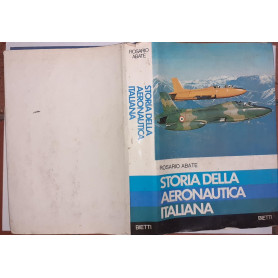 ROSARIO
ABATE
STORIA DELLA
AERONAUTICA
ITALIANA
BIETTI
ROSARIO ABATE
STORIA DELLA
AERONAUTICA
ITALIANA
BIETTI